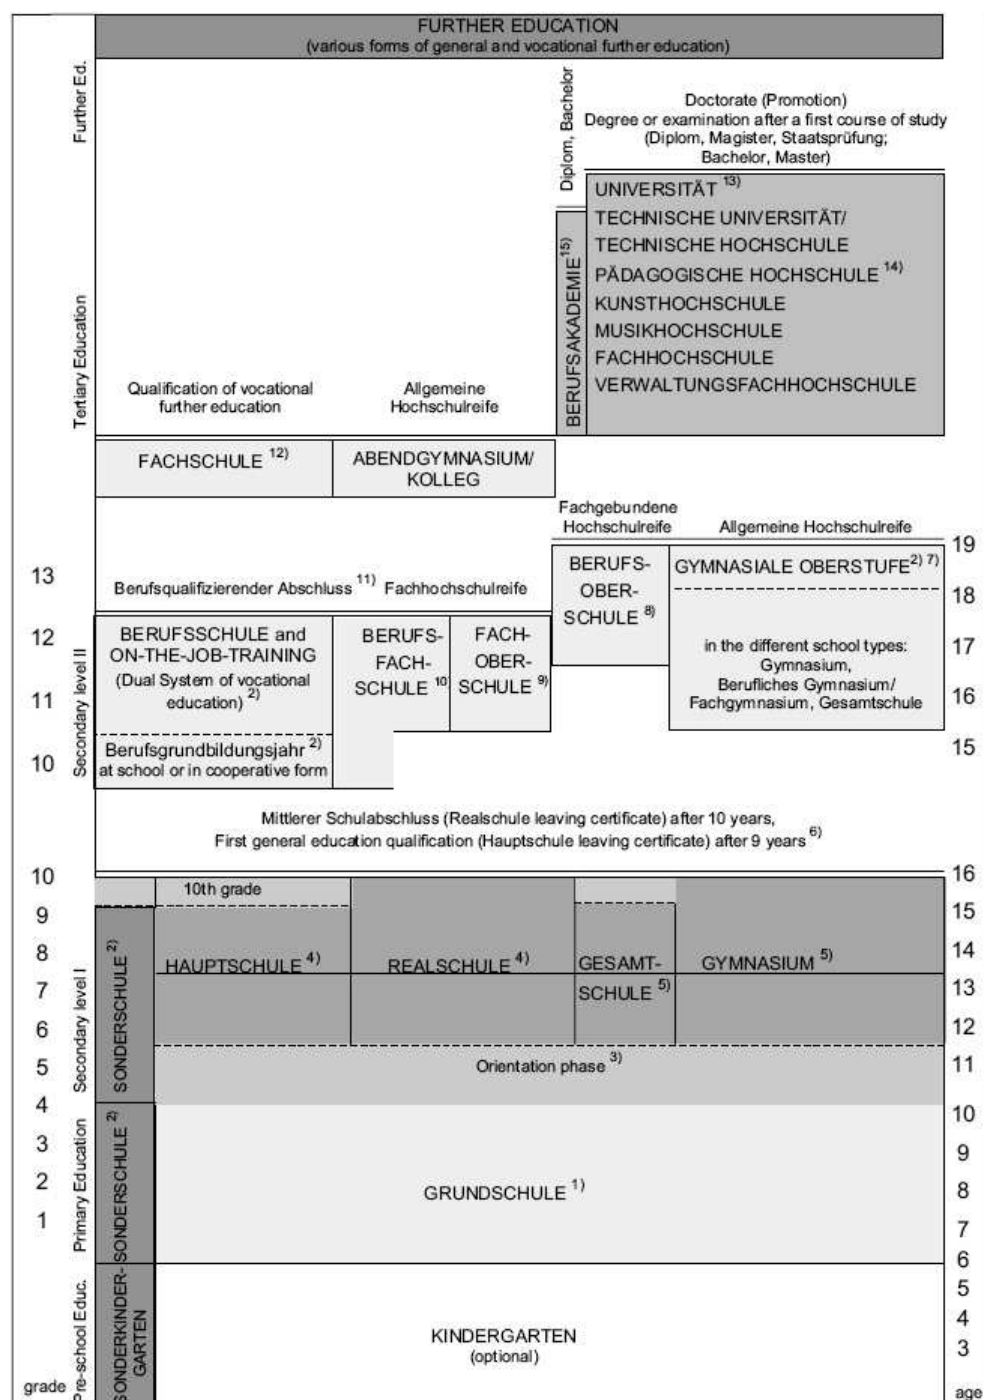 FURTHER EDUCATION
(various forms of general and vocational further education)
Further Ed.
Diplom, Bachelor
Doctorate (Promotion)
Degree or examination after a first course of study
(Diplom, Magister, Staatsprüfung;
Bachelor, Master)
Tertiary Education
BERUFSAKADEMIE 15)
UNIVERSITÄT 13)
TECHNISCHE UNIVERSITÄT/
TECHNISCHE HOCHSCHULE
PÄDAGOGISCHE HOCHSCHULE 14)
KUNSTHOCHSCHULE
MUSIKHOCHSCHULE
FACHHOCHSCHULE
VERWALTUNGSFACHHOCHSCHULE
Qualification of vocational
further education
Allgemeine
Hochschulreife
FACHSCHULE 12)
ABENDGYMNASIUM/
KOLLEG
Fachgebundene
Hochschulreife
Allgemeine Hochschulreife
19
13
Berufsqualifizierender Abschluss 11)
Fachhochschulreife
BERUFS-
OBER-
SCHULE 8)
GYMNASIALE OBERSTUFE 2) 7)
18
12
Secondary level II
BERUFSSCHULE and
ON-THE-JOB-TRAINING
(Dual System of vocational
education) 2)
BERUFS-
FACH-
SCHULE 10)
FACH-
OBER-
SCHULE 9)
in the different school types:
Gymnasium,
Berufliches Gymnasium/
Fachgymnasium, Gesamtschule
17
11
16
10
Berufsgrundbildungsjahr 2)
at school or in cooperative form
15
Mittlerer Schulabschluss (Realschule leaving certificate) after 10 years,
First general education qualification (Hauptschule leaving certificate) after 9 years 6)
10
16
10th grade
9
15
8
Secondary level I
SONDERSCHULE 2)
HAUPTSCHULE 4)
REALSCHULE 4)
GESAMT-
SCHULE 5)
GYMNASIUM 5)
14
7
13
6
12
5
Orientation phase 3)
11
4
10
3
Primary Education
SONDERSCHULE 2)
9
2
GRUNDSCHULE 1)
8
1
7
6
Pre-school Educ.
SONDERKINDER-
GARTEN
5
4
KINDERGARTEN
(optional)
3
grade
age